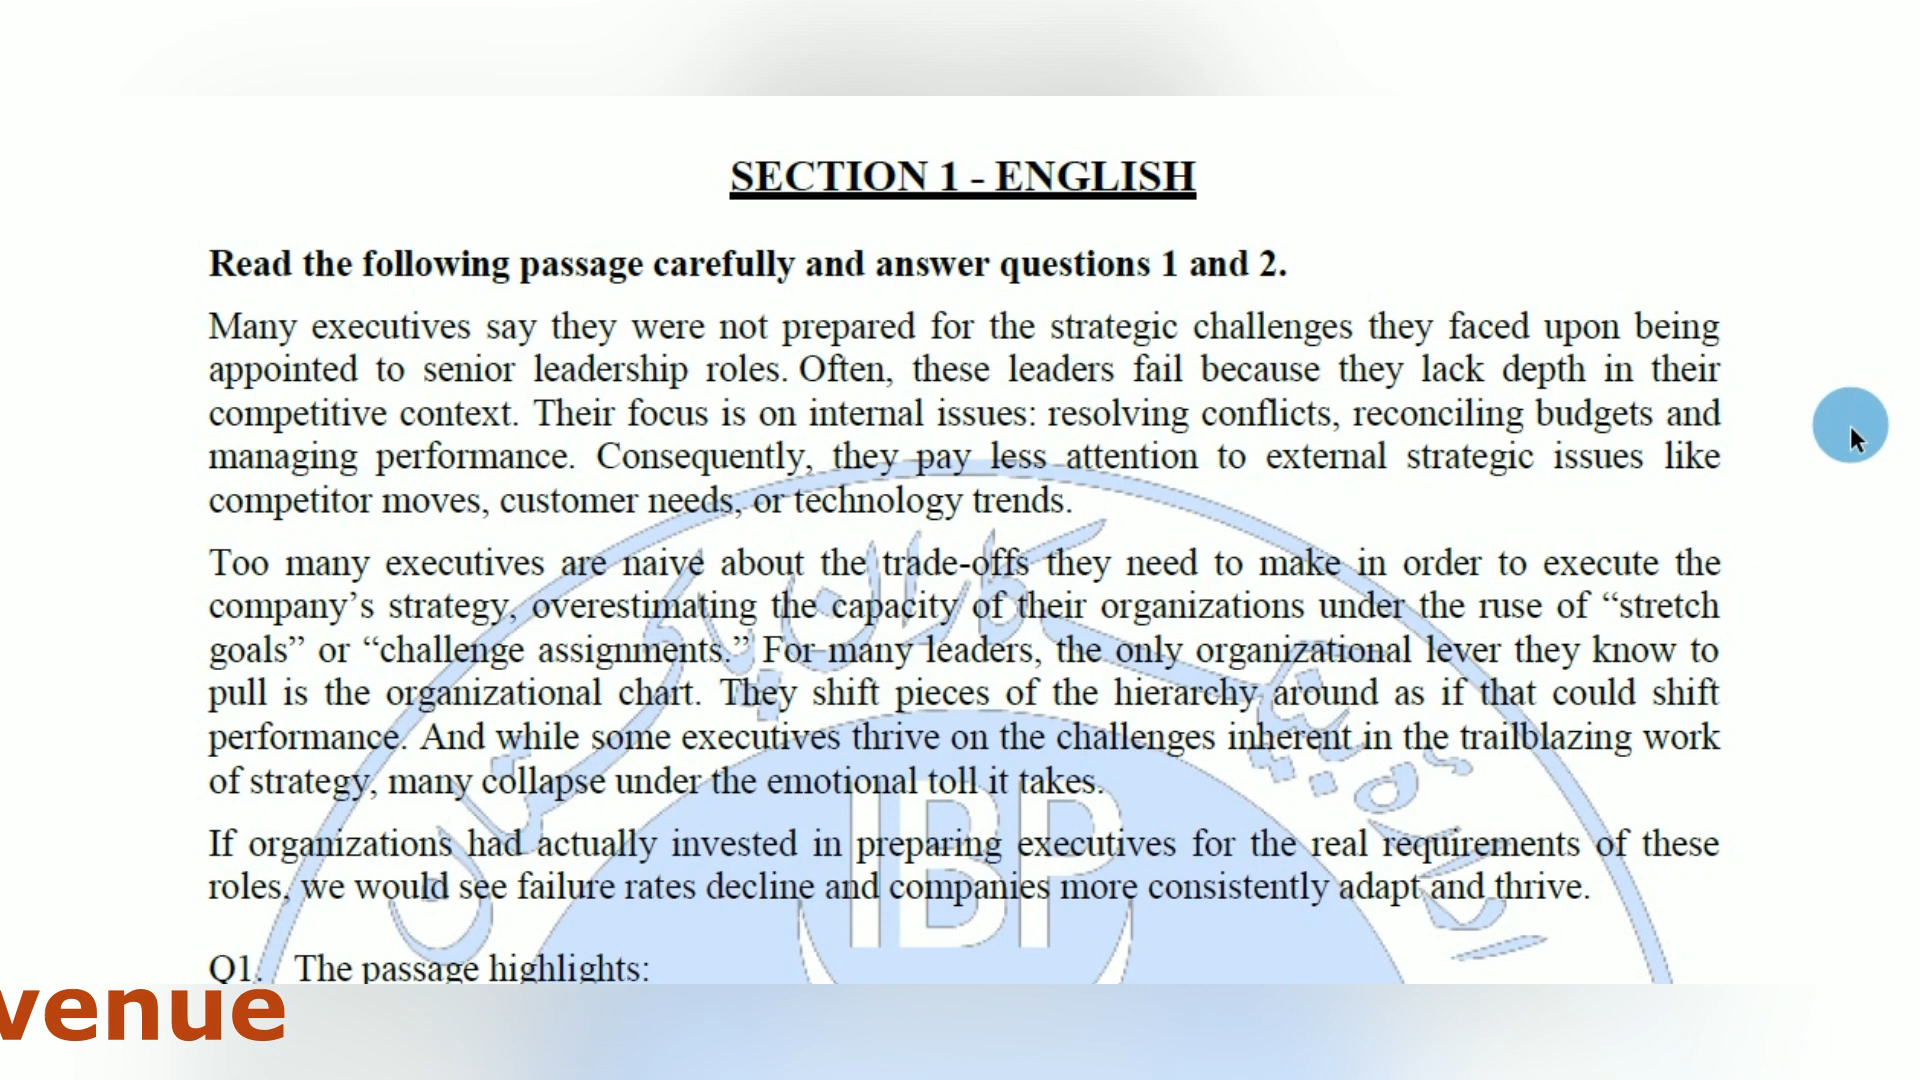 SECTION 1 - ENGLISH
Read the following passage carefully and answer questions 1 and 2.
Many executives say they were not prepared for the strategic challenges they faced upon being
appointed to senior leadership roles. Often, these leaders fail because they lack depth in their
competitive context. Their focus is on internal issues: resolving conflicts, reconciling budgets and
managing performance. Consequently, they pay less attention to external strategic issues like
competitor moves, customer needs, or technology trends.
Too many executives are naive about the trade-offs they need to make in order to execute the
company’s strategy, overestimating the capacity of their organizations under the ruse of “stretch
goals” or “challenge assignments.” For many leaders, the only organizational lever they know to
pull is the organizational chart. They shift pieces of the hierarchy around as if that could shift
performance. And while some executives thrive on the challenges inherent in the trailblazing work
of strategy, many collapse under the emotional toll it takes.
If organizations had actually invested in preparing executives for the real requirements of these
roles, we would see failure rates decline and companies more consistently adapt and thrive.
Q1. The passage highlights:
venue
IBP
ادارہ بینکاران پاکستان